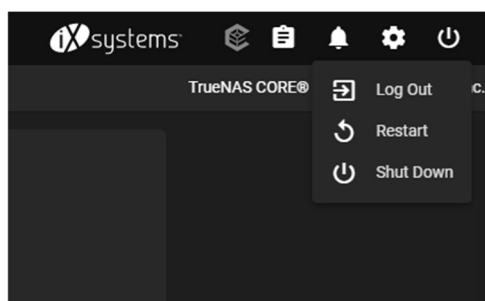 iXsystems
TrueNAS CORE®
Log Out
Restart
Shut Down